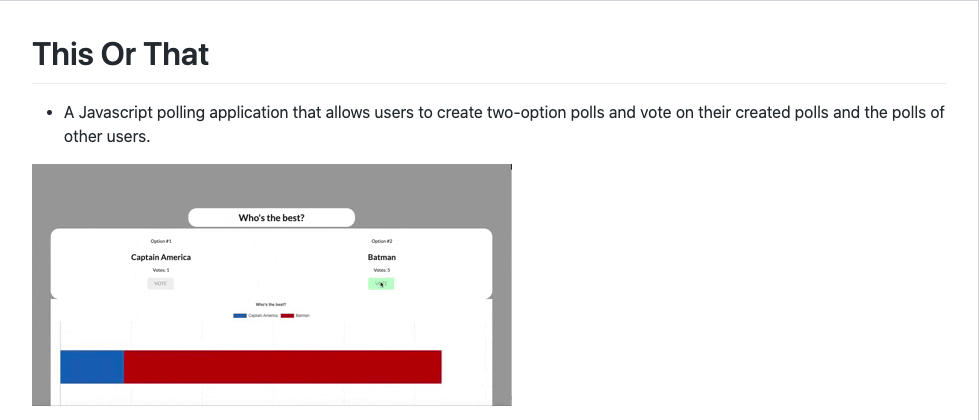 This Or That
• A Javascript polling application that allows users to create two-option polls and vote on their created polls and the polls of
other users.
Who's the best?
Option #1
Option #2
Captain America
Batman
Votes: 1
Votes: 5
VOTE
VOTE
Who's the best?
Captain America
Batman